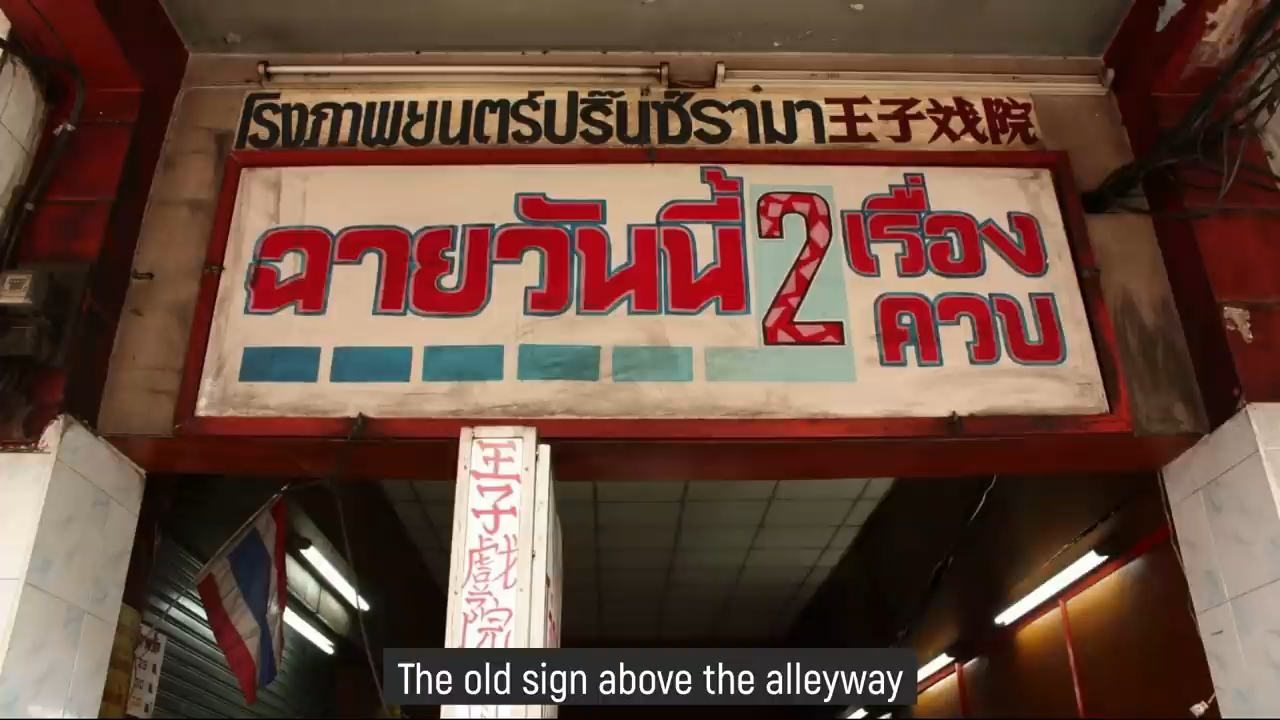 โรงภาพยนตร์ปริ๊นซ์รามา王子戏院
ฉายวันนี้ 2 เรื่อง
ควบ
王子戲院
The old sign above the alleyway